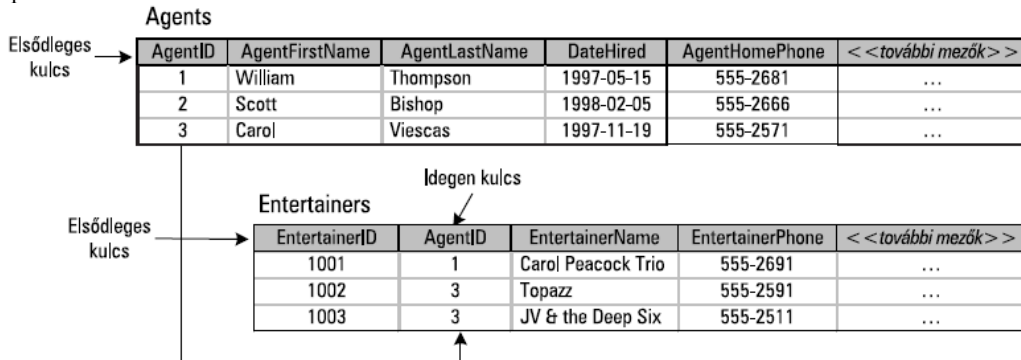 Agents
Elsődleges kulcs
AgentID AgentFirstName AgentLastName DateHired AgentHomePhone <<további mezők>>
1 William Thompson 1997-05-15 555-2681 ...
2 Scott Bishop 1998-02-05 555-2666 ...
3 Carol Viescas 1997-11-19 555-2571 ...
Idegen kulcs
Entertainers
Elsődleges kulcs
EntertainerID AgentID EntertainerName EntertainerPhone <<további mezők>>
1001 1 Carol Peacock Trio 555-2691 ...
1002 3 Topazz 555-2591 ...
1003 3 JV & the Deep Six 555-2511 ...